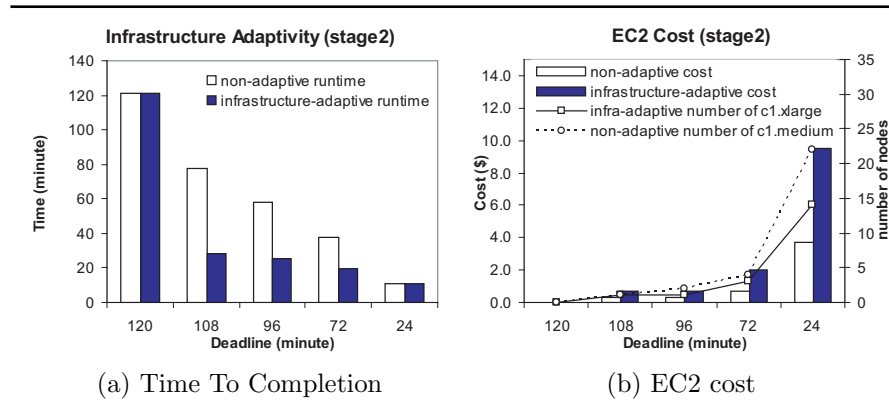 Infrastructure Adaptivity (stage2)
140
120
100
80
60
40
20
0
Time (minute)
non-adaptive runtime
infrastructure-adaptive runtime
120 108 96 72 24
Deadline (minute)
(a) Time To Completion
EC2 Cost (stage2)
14.0
12.0
10.0
8.0
6.0
4.0
2.0
0.0
Cost ($)
non-adaptive cost
infrastructure-adaptive cost
infra-adaptive number of c1.xlarge
non-adaptive number of c1.medium
35
30
25
20
15
10
5
0
number of nodes
120 108 96 72 24
Deadline (minute)
(b) EC2 cost